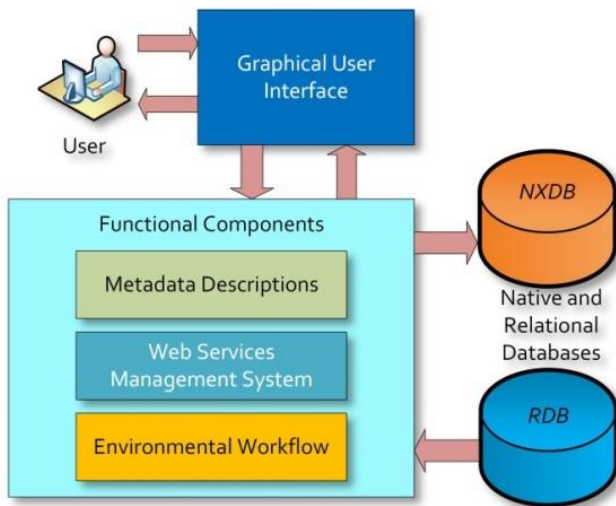 Graphical User
Interface
User
Functional Components
Metadata Descriptions
Web Services
Management System
Environmental Workflow
NXDB
Native and
Relational
Databases
RDB